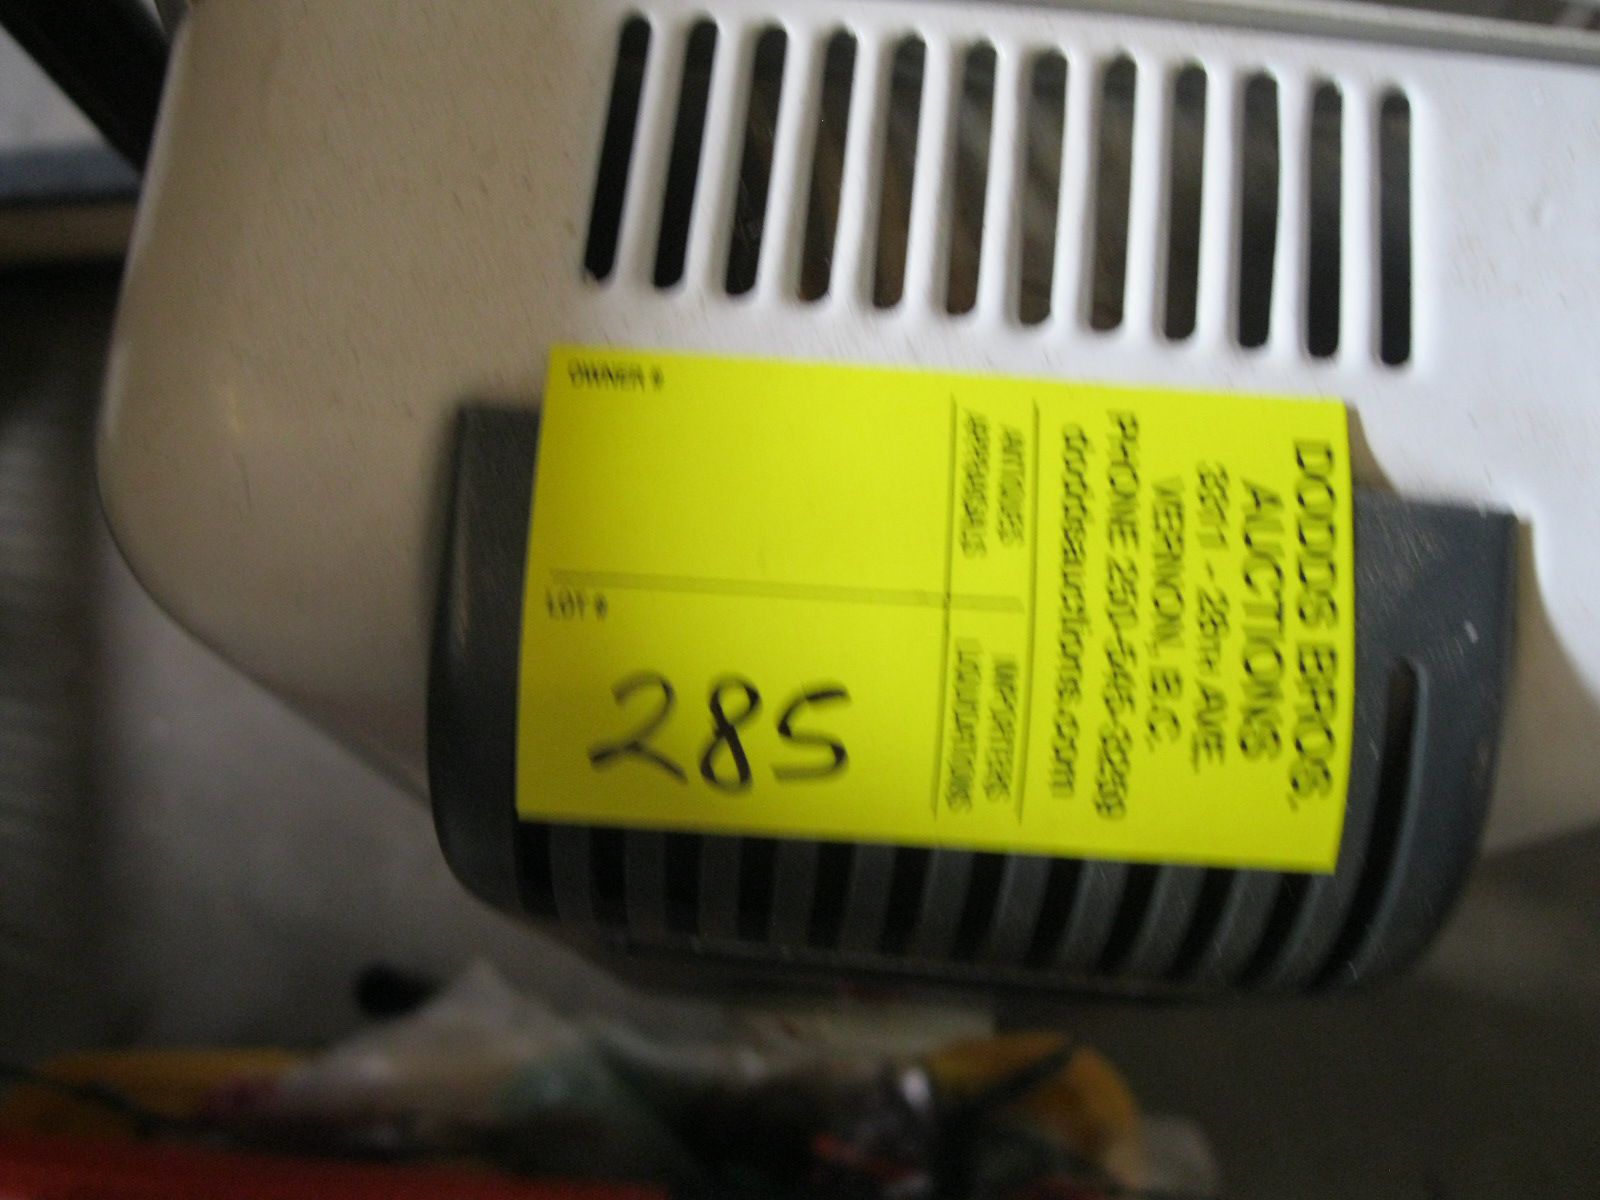 DODDS BROS.
AUCTIONS
3311 - 28TH AVE.
VERNON, B.C.
PHONE 250-545-3259
doddsauctions.com
ANTIQUES IMPORTERS
APPRAISALS LIQUIDATIONS
OWNER #
LOT #
285